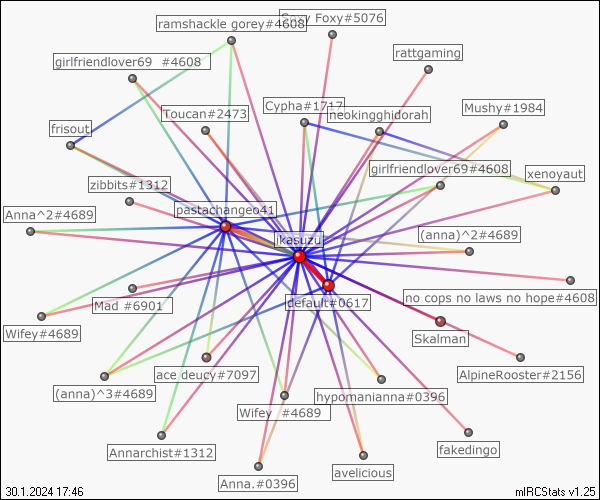 ramshackle gorey#4608
Foxy#5076
rattgaming
girlfriendlover69 #4608
Toucan#2473
Cypha#1717
neokingghidorah
Mushy#1984
frisout
girlfriendlover69#4608
xenoyaut
zibbits#1312
pastachangeo41
Anna^2#4689
ikasuzu
(anna)^2#4689
Mad #6901
default#0617
no cops no laws no hope#4608
Wifey#4689
Skalman
ace deucy#7097
AlpineRooster#2156
(anna)^3#4689
hypomanianna#0396
Wifey #4689
Annarchist#1312
fakedingo
Anna.#0396
avelicious
30.1.2024 17:46
mIRCStats v1.25